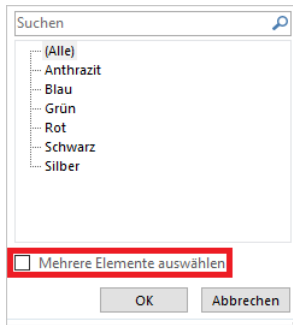 Suchen
(Alle)
Anthrazit
Blau
Grün
Rot
Schwarz
Silber
Mehrere Elemente auswählen
OK Abbrechen